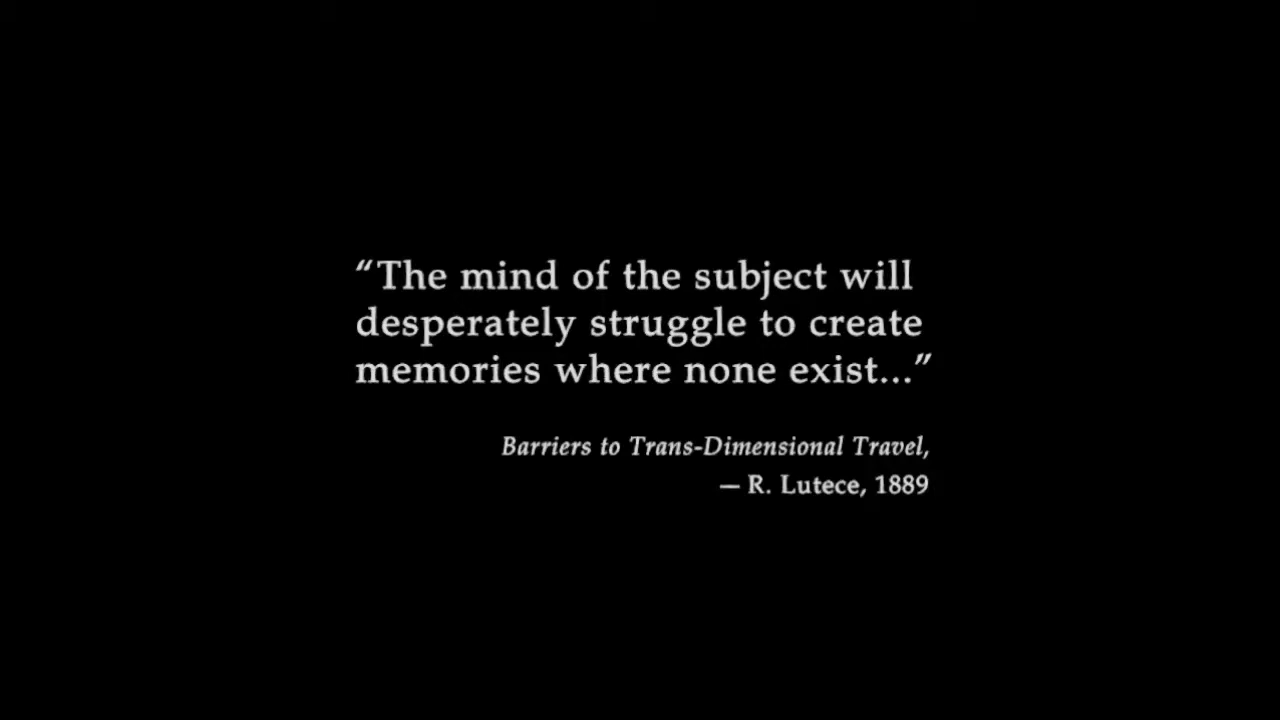 “The mind of the subject will
desperately struggle to create
memories where none exist...”
Barriers to Trans-Dimensional Travel,
— R. Lutece, 1889